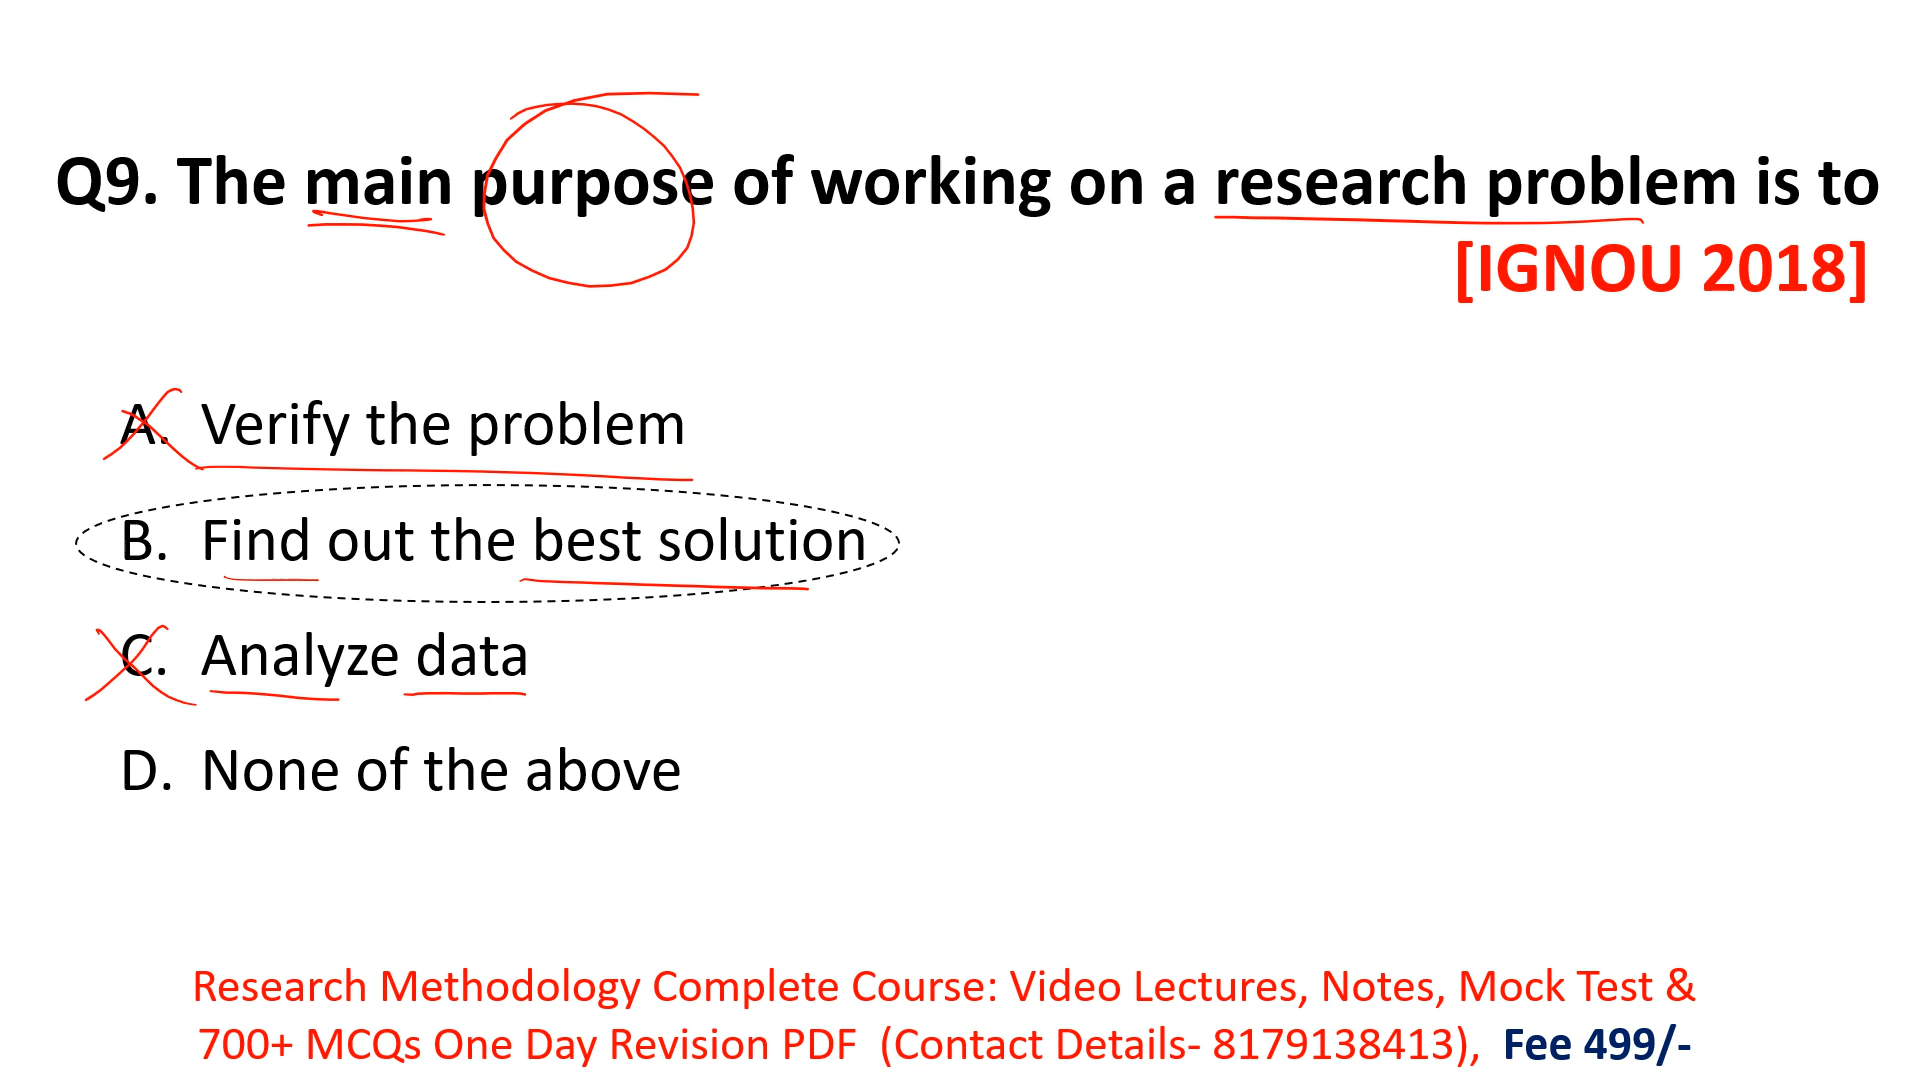 Q9. The main purpose of working on a research problem is to
[IGNOU 2018]
A. Verify the problem
B. Find out the best solution
C. Analyze data
D. None of the above
Research Methodology Complete Course: Video Lectures, Notes, Mock Test &
700+ MCQs One Day Revision PDF (Contact Details- 8179138413), Fee 499/-